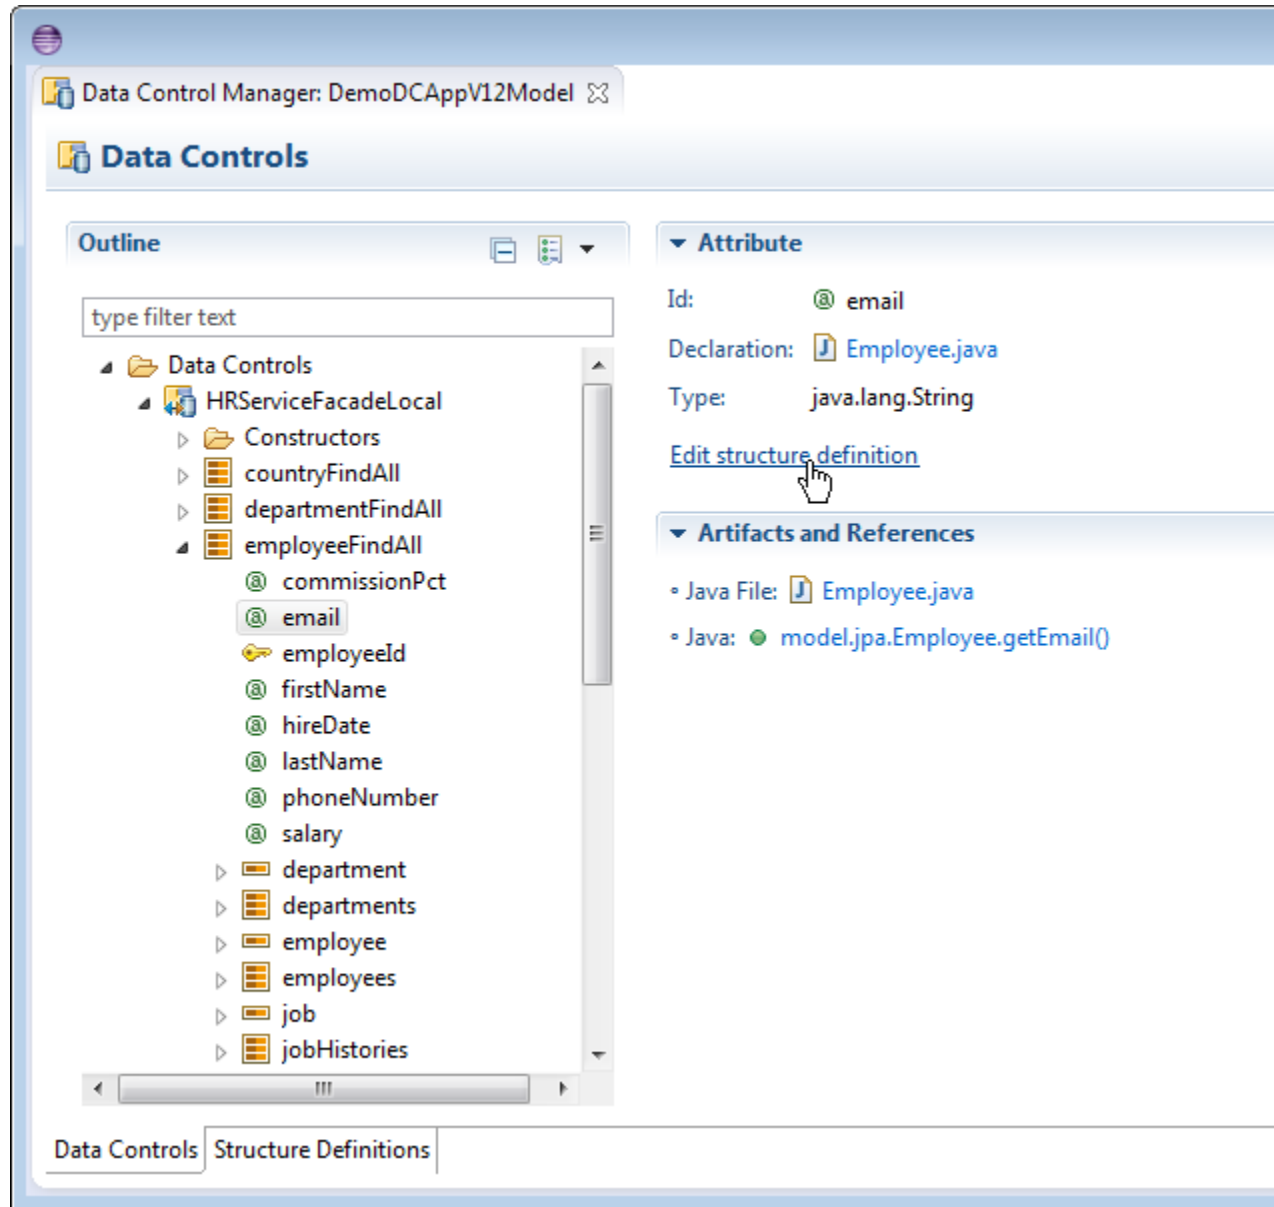 Data Control Manager: DemoDCAppV12Model
Data Controls
Outline
type filter text
Data Controls
HRServiceFacadeLocal
Constructors
countryFindAll
departmentFindAll
employeeFindAll
commissionPct
email
employeeId
firstName
hireDate
lastName
phoneNumber
salary
department
departments
employee
employees
job
jobHistories
Attribute
Id: email
Declaration: Employee.java
Type: java.lang.String
Edit structure definition
Artifacts and References
Java File: Employee.java
Java: model.jpa.Employee.getEmail()
Data Controls Structure Definitions